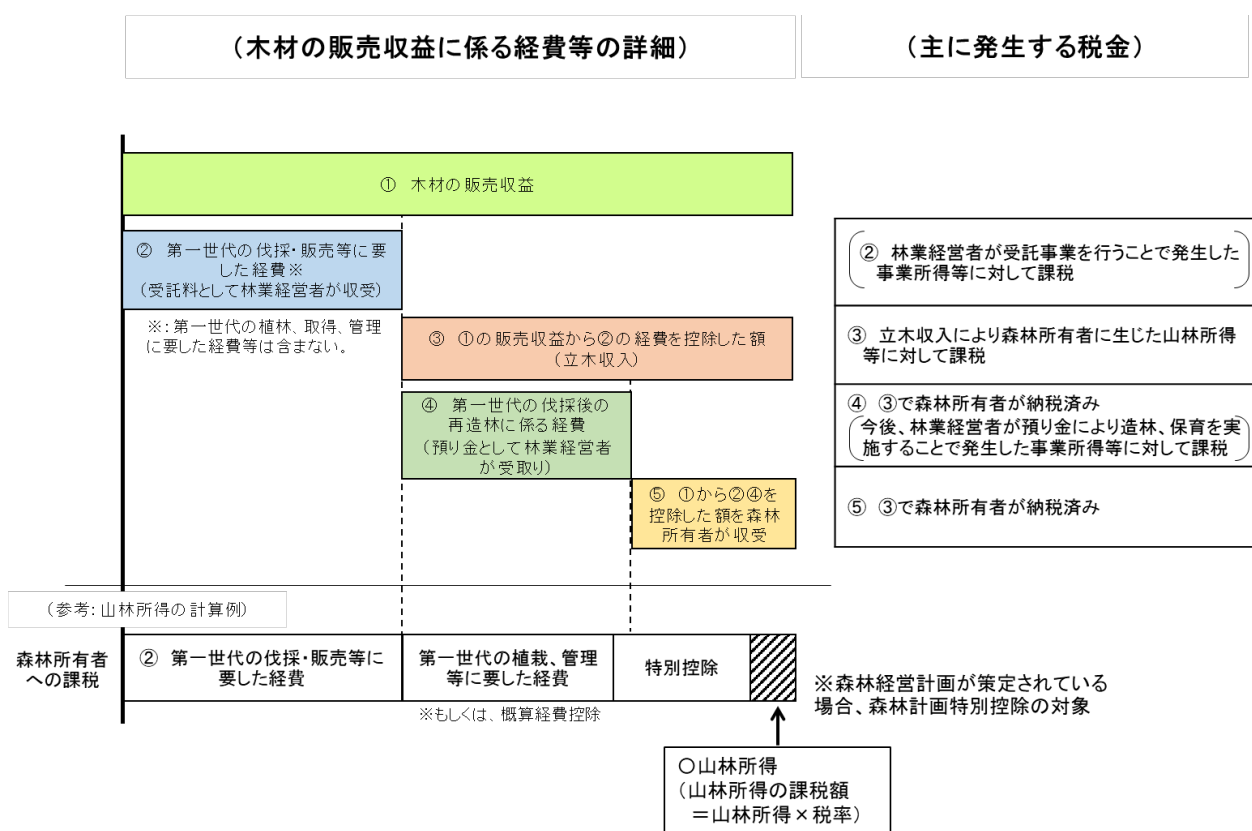 （木材の販売収益に係る経費等の詳細）
（主に発生する税金）
① 木材の販売収益
② 第一世代の伐採・販売等に要
した経費※
（受託料として林業経営者が収受）
※：第一世代の植林、取得、管理
に要した経費等は含まない。
③ ①の販売収益から②の経費を控除した額
（立木収入）
④ 第一世代の伐採後の
再造林に係る経費
（預り金として林業経営者
が受取り）
⑤ ①から②④を
控除した額を森林
所有者が収受
② 林業経営者が受託事業を行うことで発生した
事業所得等に対して課税
③ 立木収入により森林所有者に生じた山林所得
等に対して課税
④ ③で森林所有者が納税済み
今後、林業経営者が預り金により造林、保育を実
施することで発生した事業所得等に対して課税
⑤ ③で森林所有者が納税済み
（参考：山林所得の計算例）
森林所有者
への課税
② 第一世代の伐採・販売等に
要した経費
第一世代の植栽、管理
等に要した経費
特別控除
※もしくは、概算経費控除
※森林経営計画が策定されている
場合、森林計画特別控除の対象
○山林所得
（山林所得の課税額
＝山林所得×税率）